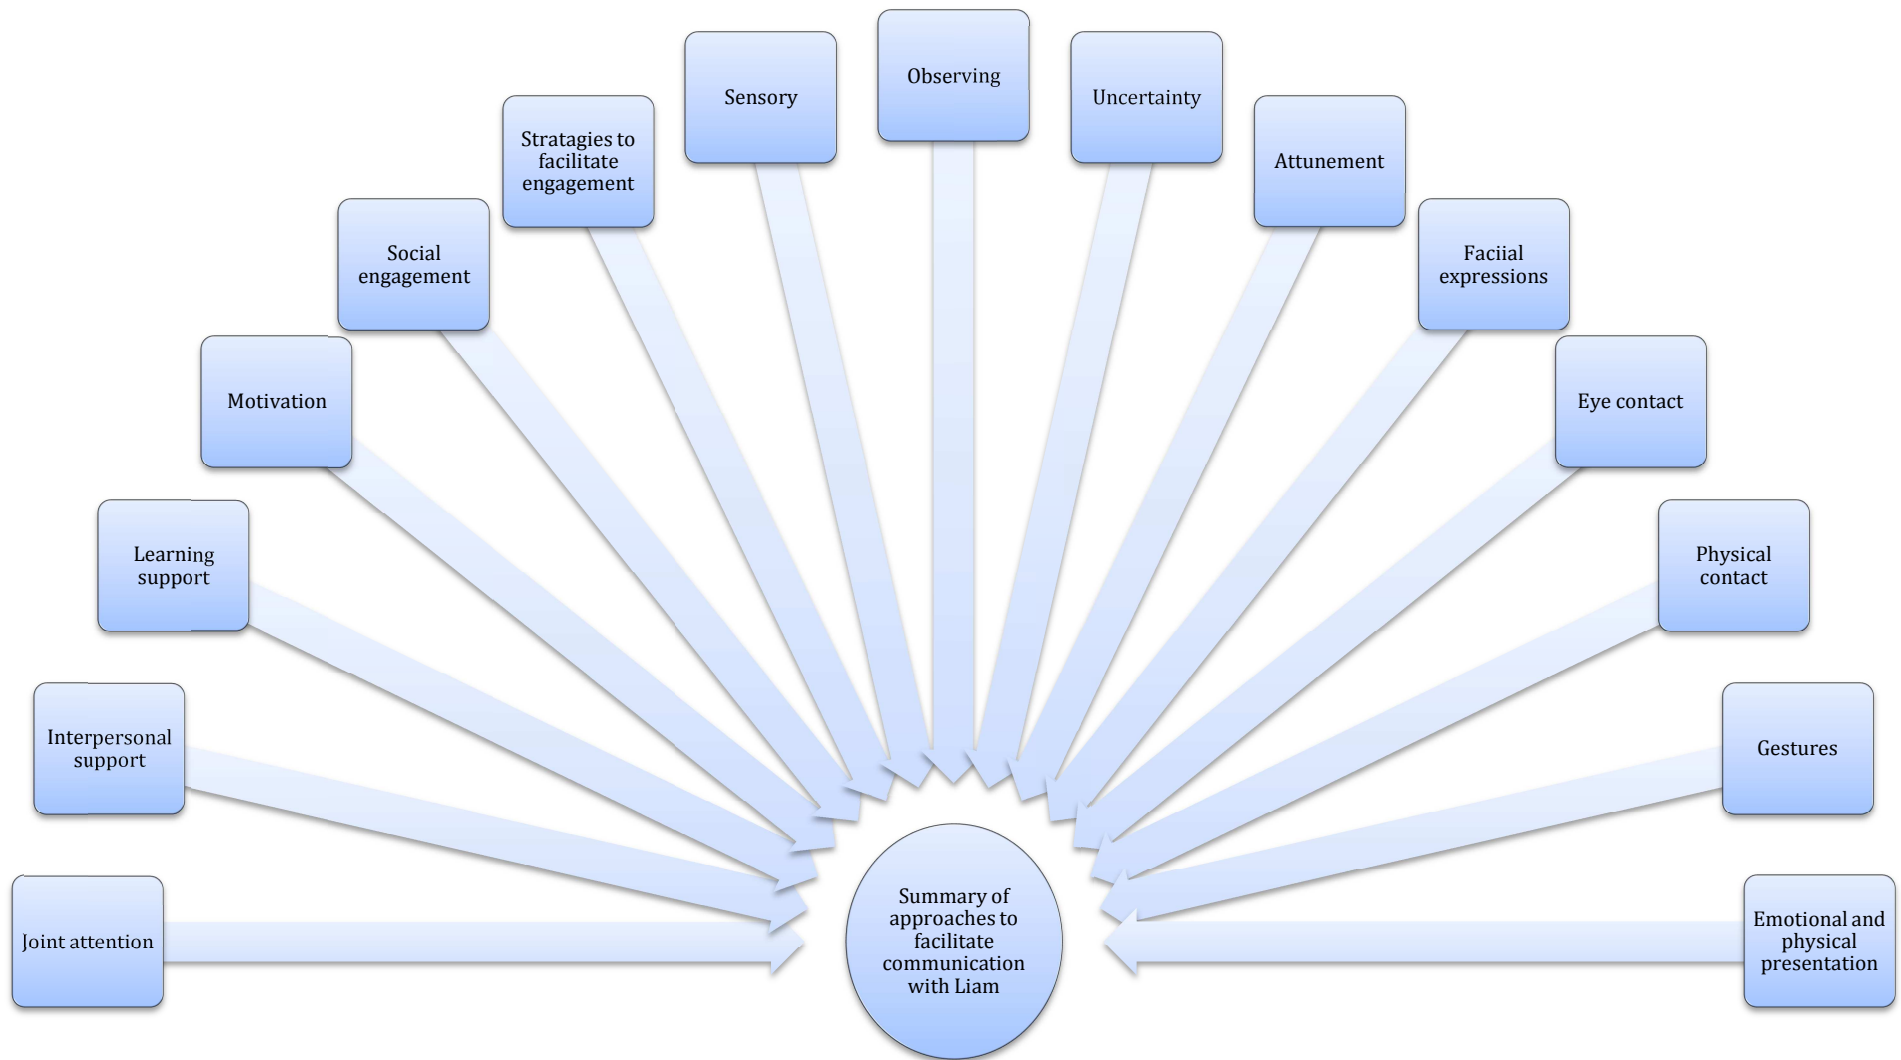 Joint attention
Interpersonal
support
Learning
support
Motivation
Social
engagement
Stratagies to
facilitate
engagement
Sensory
Observing
Uncertainty
Attunement
Faciial
expressions
Eye contact
Physical
contact
Gestures
Emotional and
physical
presentation
Summary of
approaches to
facilitate
communication
with Liam